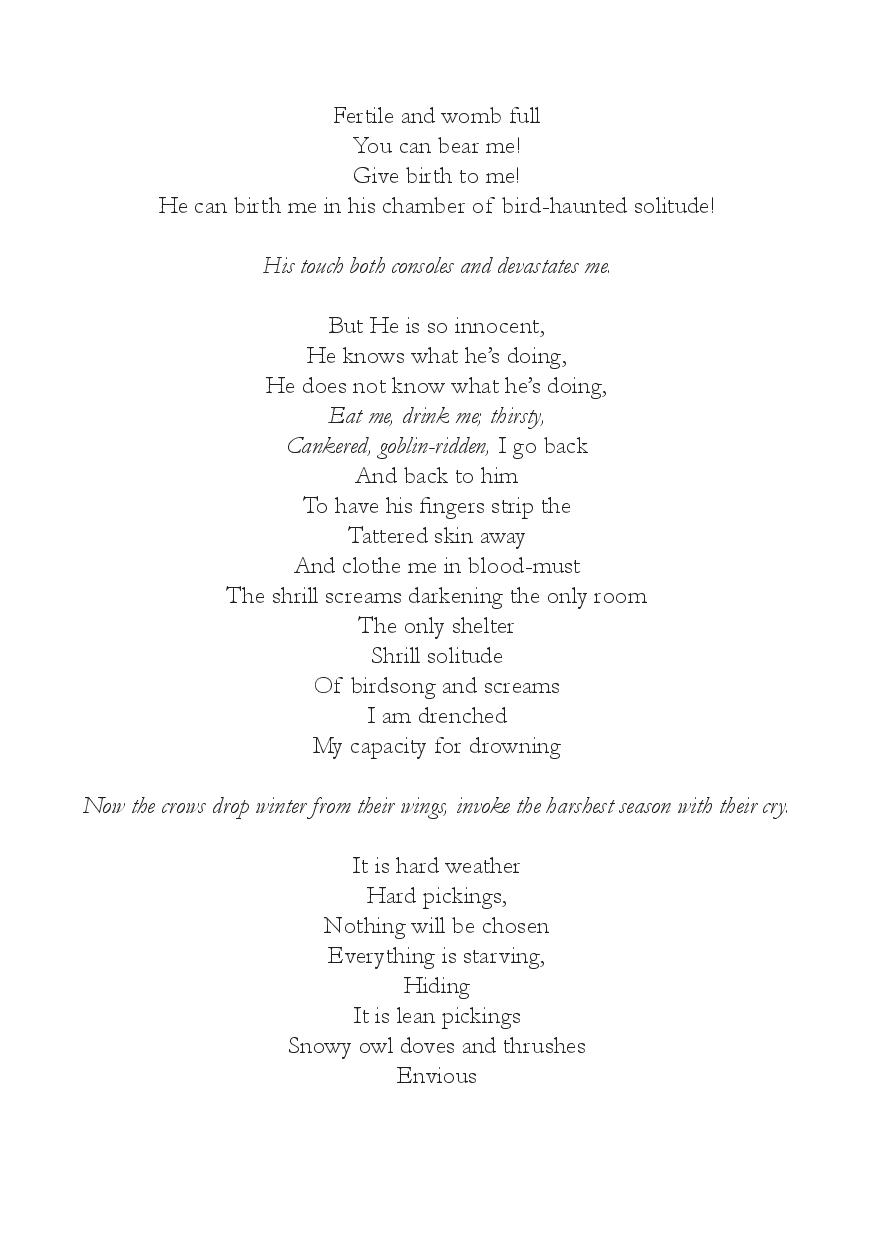 Fertile and womb full
You can bear me!
Give birth to me!
He can birth me in his chamber of bird-haunted solitude!
His touch both consoles and devastates me.
But He is so innocent,
He knows what he’s doing,
He does not know what he’s doing,
Eat me, drink me; thirsty,
Cankered, goblin-ridden, I go back
And back to him
To have his fingers strip the
Tattered skin away
And clothe me in blood-must
The shrill screams darkening the only room
The only shelter
Shrill solitude
Of birdsong and screams
I am drenched
My capacity for drowning
Now the crows drop winter from their wings, invoke the harshest season with their cry.
It is hard weather
Hard pickings,
Nothing will be chosen
Everything is starving,
Hiding
It is lean pickings
Snowy owl doves and thrushes
Envious